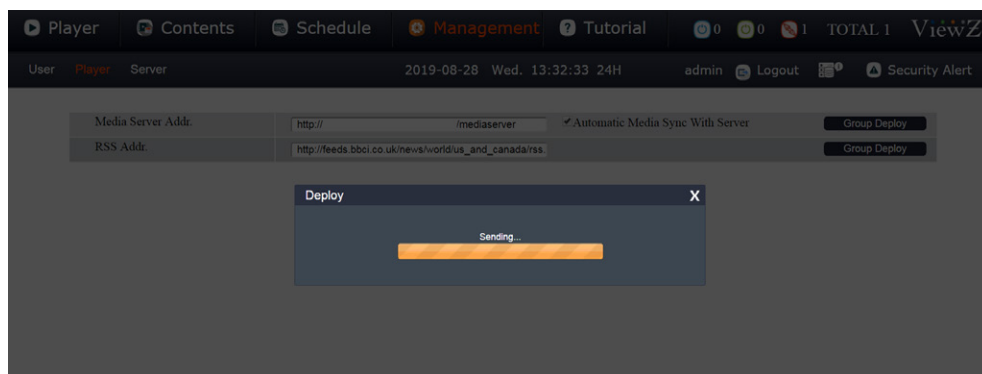 Player Contents Schedule Management Tutorial 0 0 1 TOTAL 1 ViewZ
User Player Server 2019-08-28 Wed. 13:32:33 24H admin Logout Security Alert
Media Server Addr. http:// /mediaserver Automatic Media Sync With Server Group Deploy
RSS Addr. http://feeds.bbci.co.uk/news/world/us_and_canada/rss. Group Deploy
Deploy X
Sending...